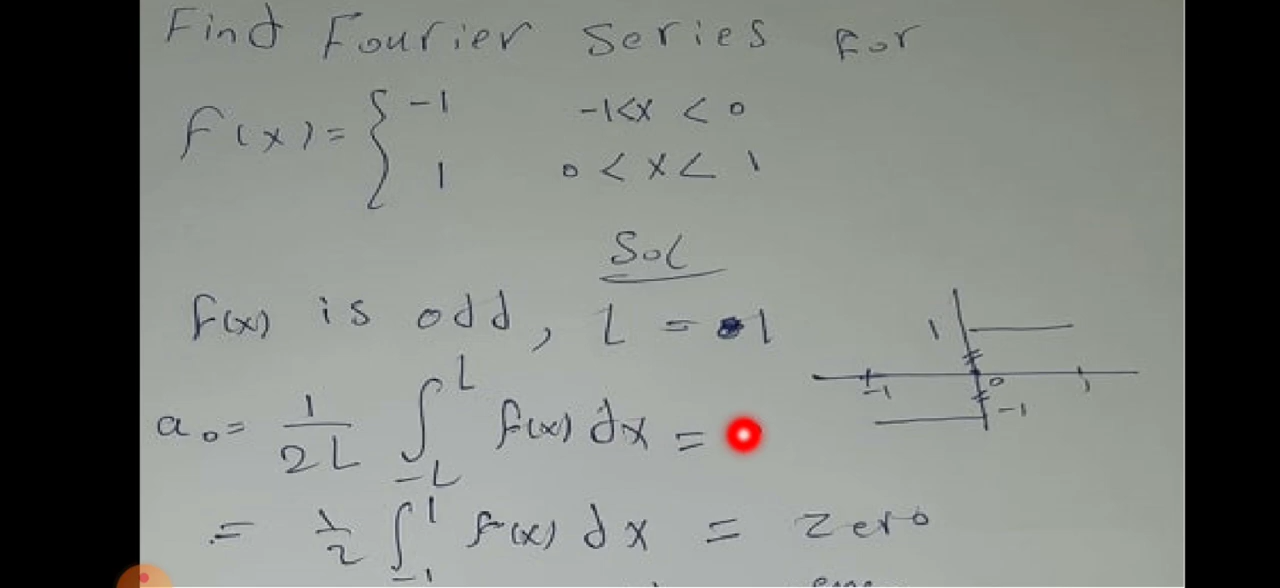 Find Fourier Series for
f(x) = { -1    -1<x < 0
1    0 < x < 1
Sol
f(x) is odd, L = 1
1
0
-1
1
-1
a₀ = 1/2L ∫_{-L}^{L} f(x) dx =
= 1/2 ∫_{-1}^{1} f(x) dx = zero